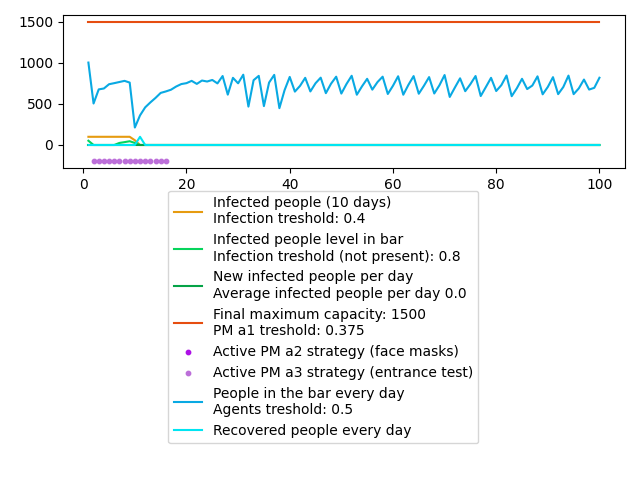 1500
1000
500
0
0
20
40
60
80
100
Infected people (10 days)
Infection treshold: 0.4
Infected people level in bar
Infection treshold (not present): 0.8
New infected people per day
Average infected people per day 0.0
Final maximum capacity: 1500
PM a1 treshold: 0.375
Active PM a2 strategy (face masks)
Active PM a3 strategy (entrance test)
People in the bar every day
Agents treshold: 0.5
Recovered people every day